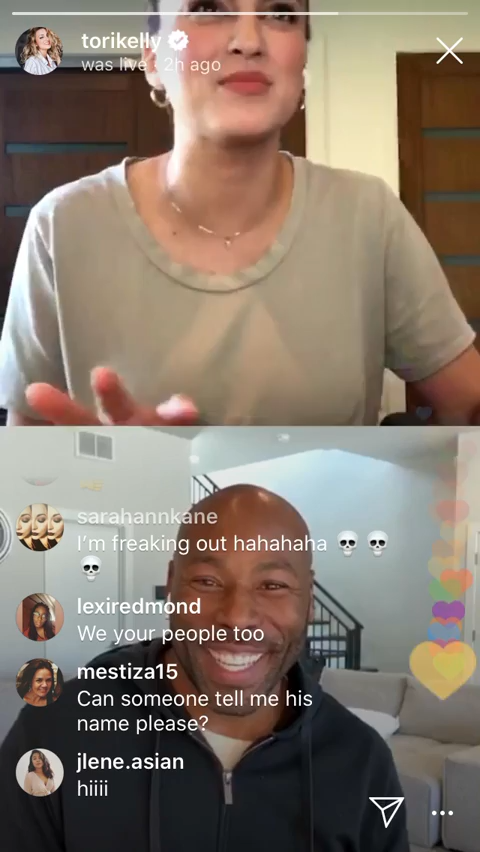 torikelly
was live · 2h ago
sarahannkane
I'm freaking out hahahaha 💀 💀
💀
lexiredmond
We your people too
mestiza15
Can someone tell me his
name please?
jlene.asian
hiiii